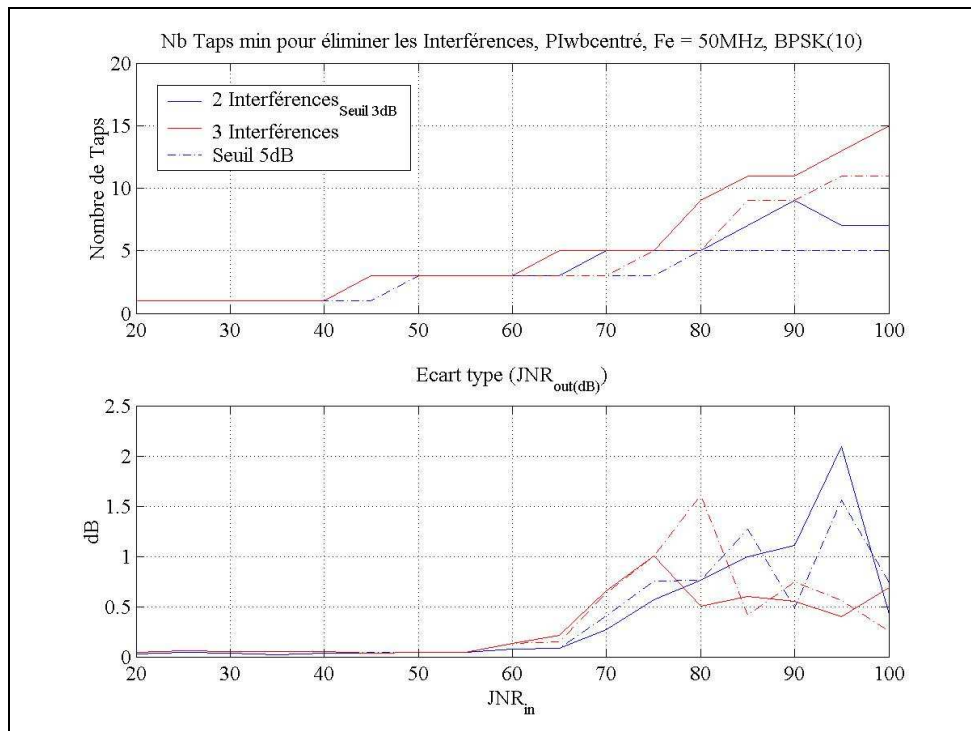 Nb Taps min pour éliminer les Interférences, PIwbcentré, Fe = 50MHz, BPSK(10)
20
15
10
5
0
Nombre de Taps
2 Interférences Seuil 3dB
3 Interférences
Seuil 5dB
20 30 40 50 60 70 80 90 100
Ecart type (JNR out(dB))
2.5
2
1.5
1
0.5
0
dB
20 30 40 50 60 70 80 90 100
JNR in